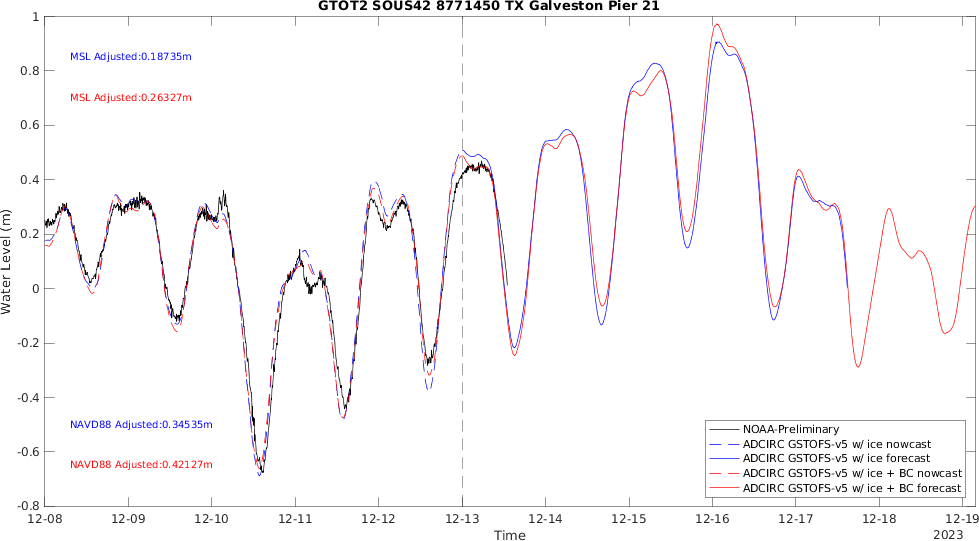 GTOT2 SOUS42 8771450 TX Galveston Pier 21
1
0.8
0.6
0.4
0.2
0
-0.2
-0.4
-0.6
-0.8
Water Level (m)
MSL Adjusted:0.18735m
MSL Adjusted:0.26327m
NAVD88 Adjusted:0.34535m
NAVD88 Adjusted:0.42127m
NOAA-Preliminary
ADCIRC GSTOFS-v5 w/ ice nowcast
ADCIRC GSTOFS-v5 w/ ice forecast
ADCIRC GSTOFS-v5 w/ ice + BC nowcast
ADCIRC GSTOFS-v5 w/ ice + BC forecast
12-08 12-09 12-10 12-11 12-12 12-13 12-14 12-15 12-16 12-17 12-18 12-19
Time
2023